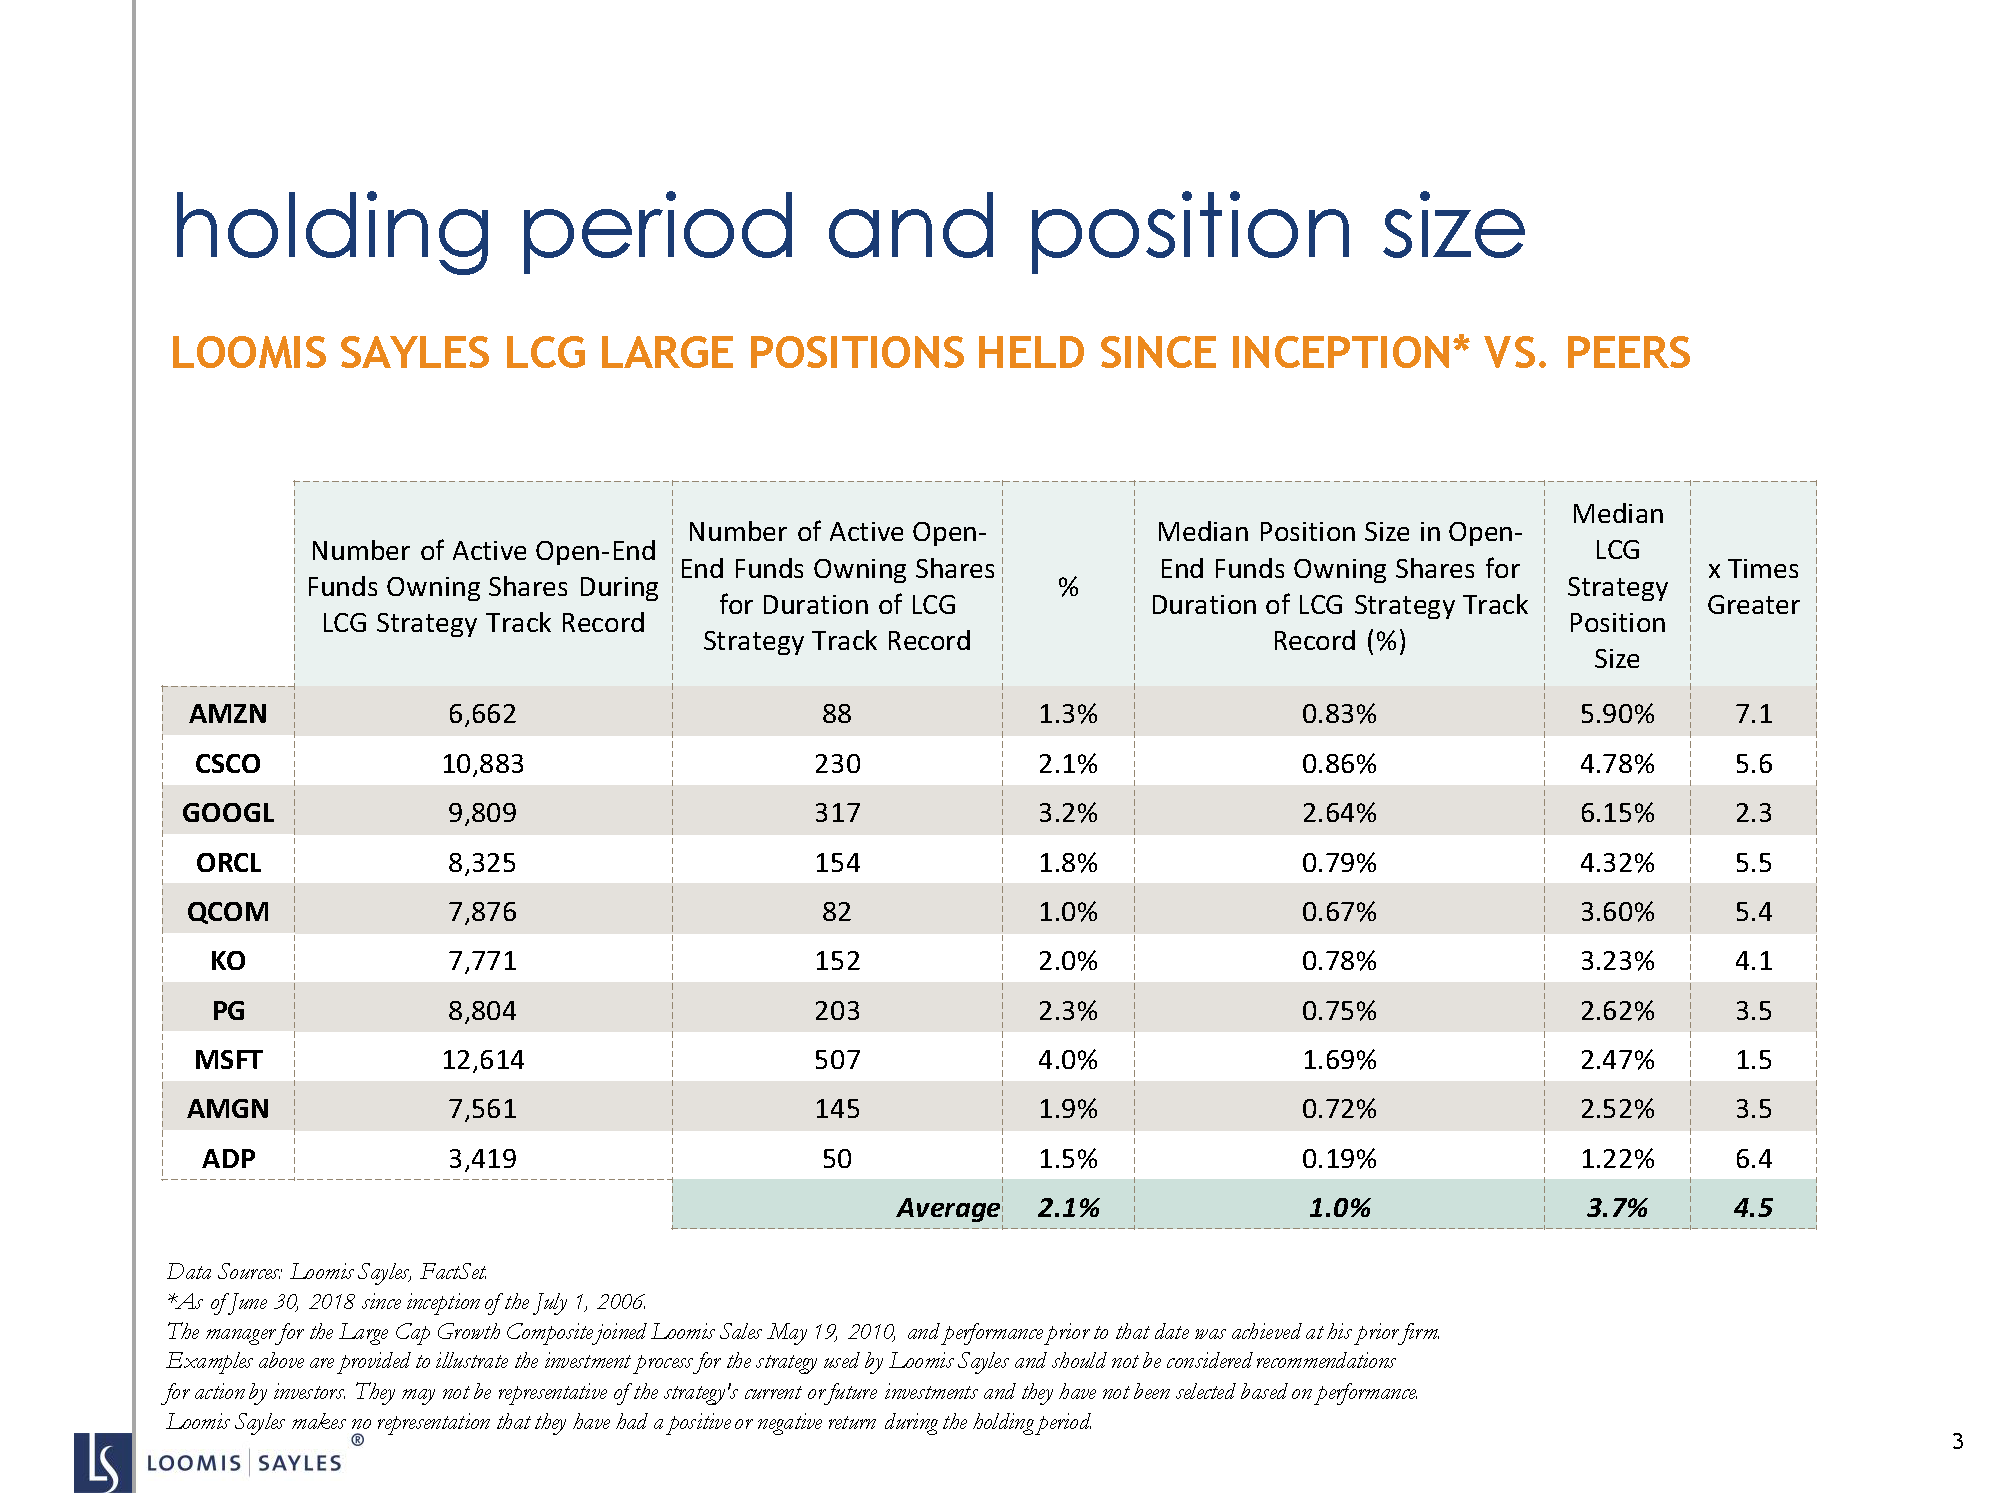 holding period and position size
LOOMIS SAYLES LCG LARGE POSITIONS HELD SINCE INCEPTION* VS. PEERS
Number of Active Open-End
Funds Owning Shares During
LCG Strategy Track Record
Number of Active Open-
End Funds Owning Shares
for Duration of LCG
Strategy Track Record
%
Median Position Size in Open-
End Funds Owning Shares for
Duration of LCG Strategy Track
Record (%)
Median
LCG
Strategy
Position
Size
x Times
Greater
AMZN 6,662 88 1.3% 0.83% 5.90% 7.1
CSCO 10,883 230 2.1% 0.86% 4.78% 5.6
GOOGL 9,809 317 3.2% 2.64% 6.15% 2.3
ORCL 8,325 154 1.8% 0.79% 4.32% 5.5
QCOM 7,876 82 1.0% 0.67% 3.60% 5.4
KO 7,771 152 2.0% 0.78% 3.23% 4.1
PG 8,804 203 2.3% 0.75% 2.62% 3.5
MSFT 12,614 507 4.0% 1.69% 2.47% 1.5
AMGN 7,561 145 1.9% 0.72% 2.52% 3.5
ADP 3,419 50 1.5% 0.19% 1.22% 6.4
Average 2.1% 1.0% 3.7% 4.5
Data Sources: Loomis Sayles, FactSet.
*As of June 30, 2018 since inception of the July 1, 2006.
The manager for the Large Cap Growth Composite joined Loomis Sales May 19, 2010, and performance prior to that date was achieved at his prior firm.
Examples above are provided to illustrate the investment process for the strategy used by Loomis Sayles and should not be considered recommendations
for action by investors. They may not be representative of the strategy's current or future investments and they have not been selected based on performance.
Loomis Sayles makes no representation that they have had a positive or negative return during the holding period.
LS LOOMIS | SAYLES ®
3